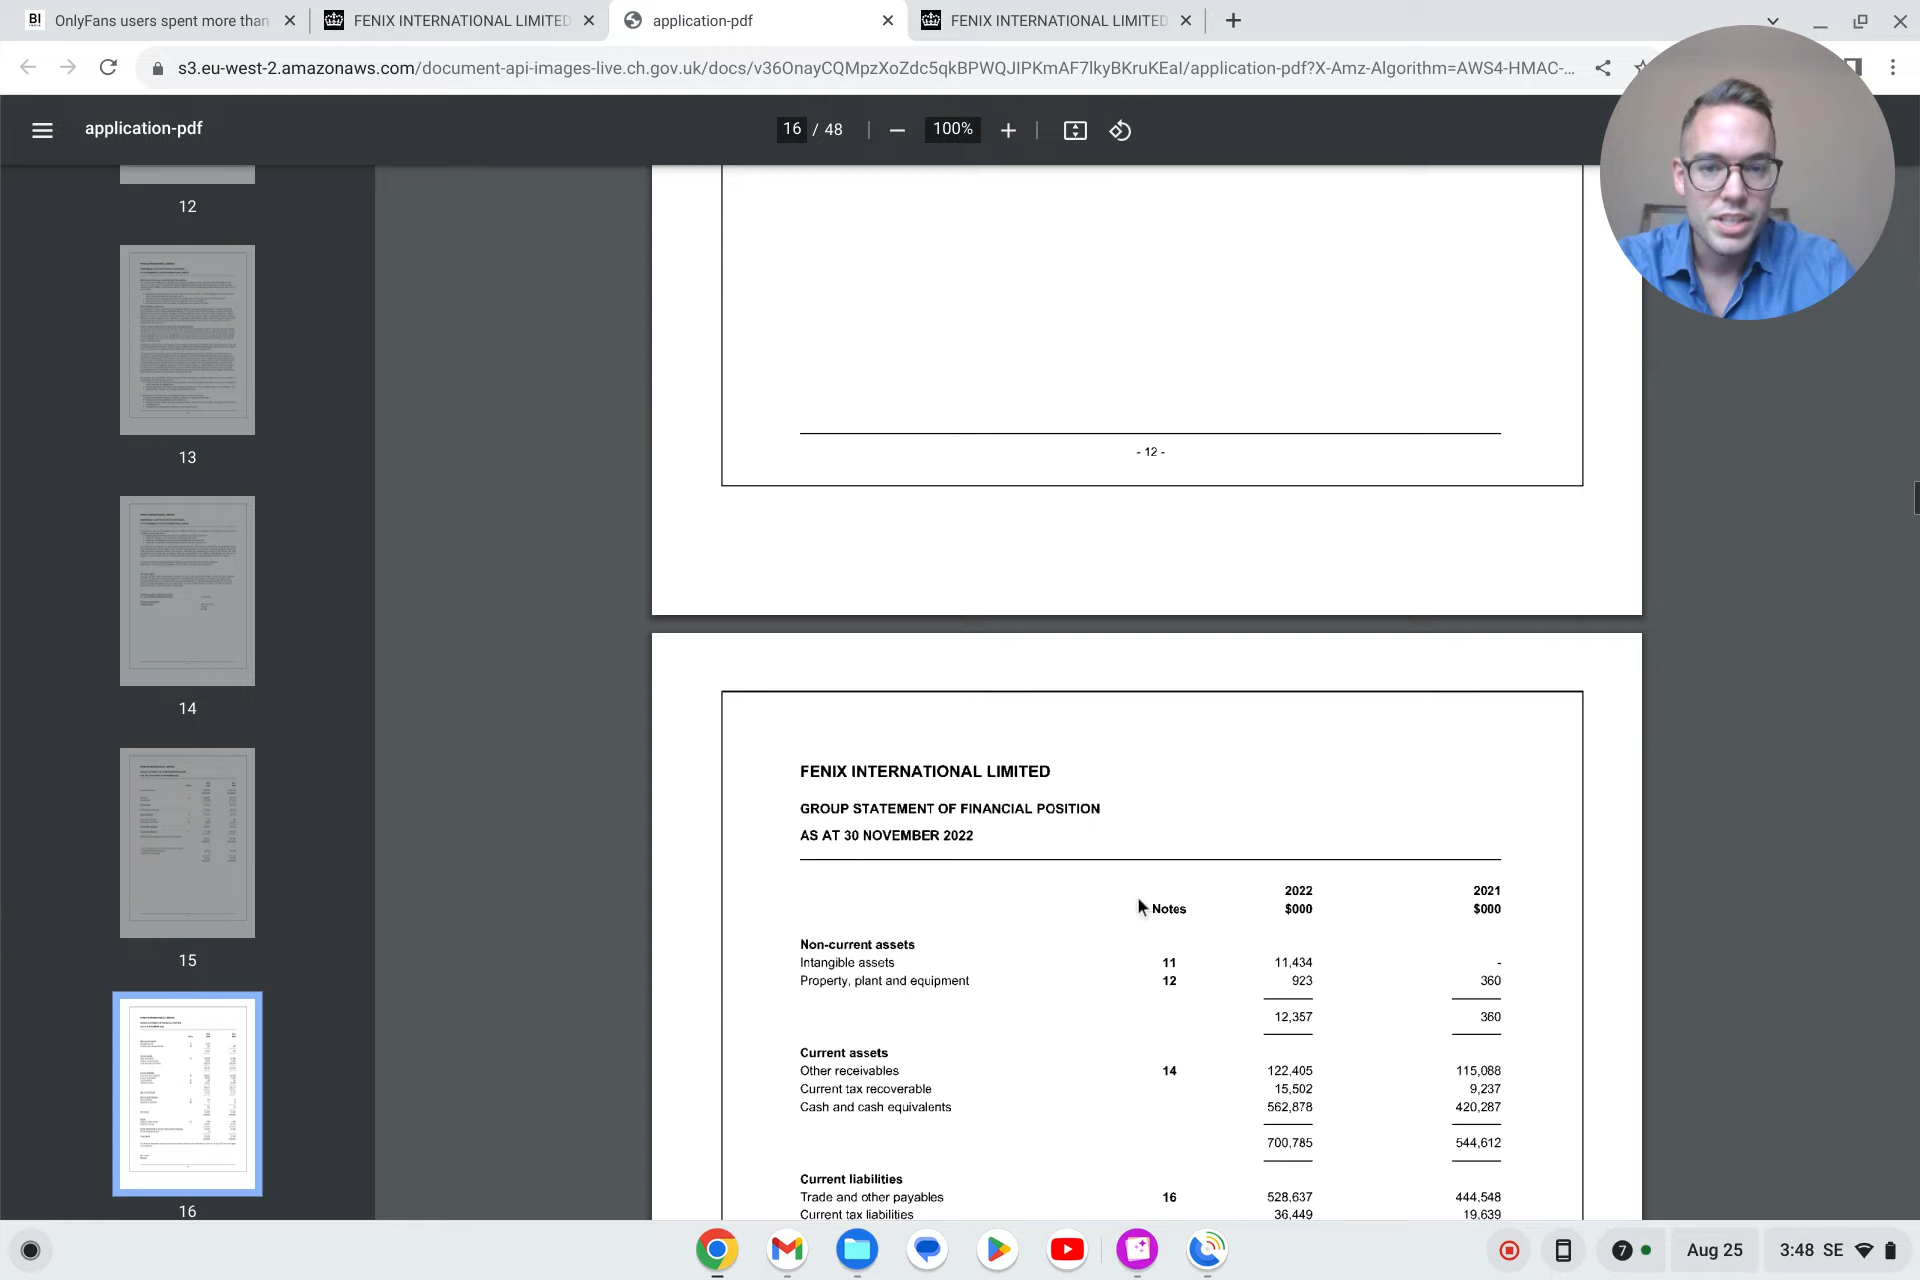 OnlyFans users spent more than
FENIX INTERNATIONAL LIMITED
application-pdf
FENIX INTERNATIONAL LIMITED
s3.eu-west-2.amazonaws.com/document-api-images-live.ch.gov.uk/docs/v36OnayCQMpzXoZdc5qkBPWQJIPKmAF7lkyBKruKEaI/application-pdf?X-Amz-Algorithm=AWS4-HMAC-...
application-pdf
16 / 48
100%
12
13
14
15
16
- 12 -
FENIX INTERNATIONAL LIMITED
GROUP STATEMENT OF FINANCIAL POSITION
AS AT 30 NOVEMBER 2022
2022 2021
Notes $000 $000
Non-current assets
Intangible assets 11 11,434 -
Property, plant and equipment 12 923 360
12,357 360
Current assets
Other receivables 14 122,405 115,088
Current tax recoverable 15,502 9,237
Cash and cash equivalents 562,878 420,287
700,785 544,612
Current liabilities
Trade and other payables 16 528,637 444,548
Current tax liabilities 36,449 19,639
7
Aug 25
3:48 SE